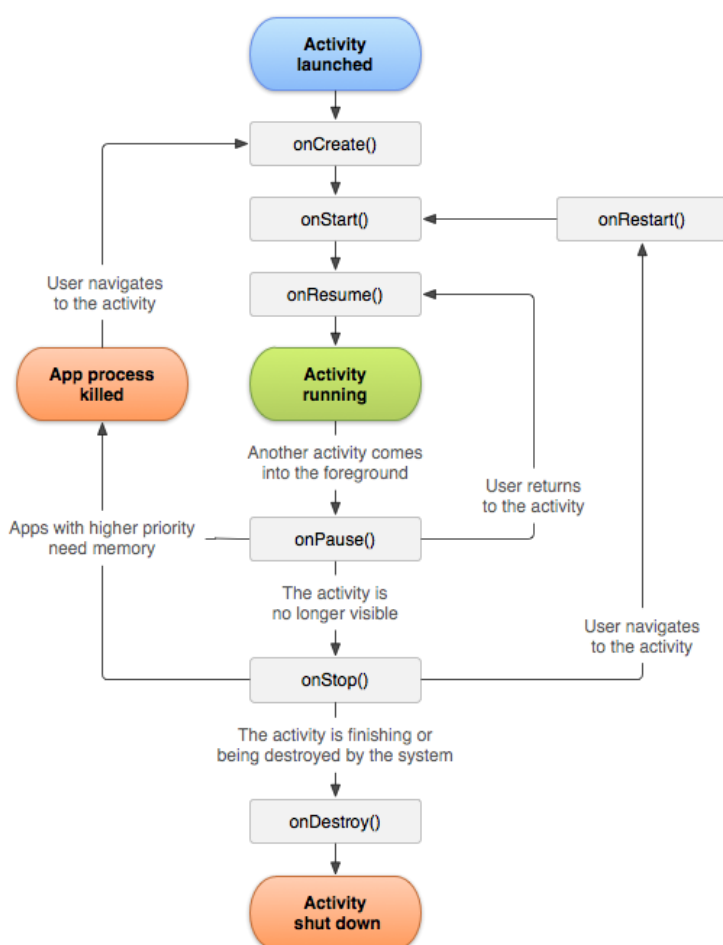 Activity
launched
onCreate()
onStart()
onRestart()
User navigates
to the activity
onResume()
App process
killed
Activity
running
Another activity comes
into the foreground
User returns
to the activity
Apps with higher priority
need memory
onPause()
The activity is
no longer visible
User navigates
to the activity
onStop()
The activity is finishing or
being destroyed by the system
onDestroy()
Activity
shut down